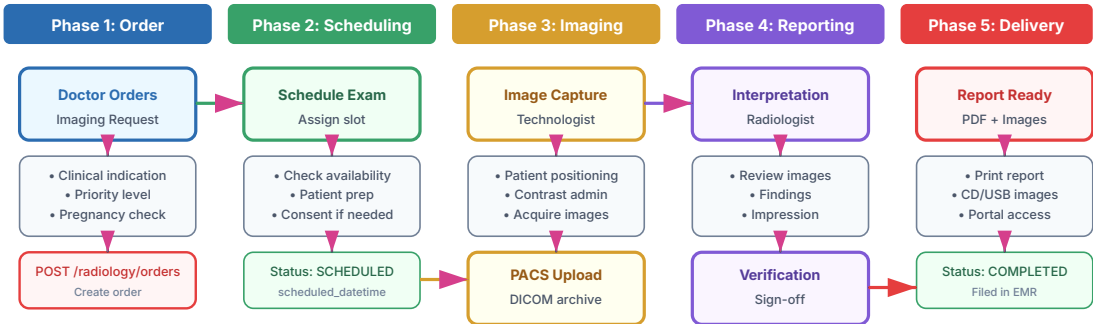 Phase 1: Order
Phase 2: Scheduling
Phase 3: Imaging
Phase 4: Reporting
Phase 5: Delivery
Doctor Orders
Imaging Request
• Clinical indication
• Priority level
• Pregnancy check
POST /radiology/orders
Create order
Schedule Exam
Assign slot
• Check availability
• Patient prep
• Consent if needed
Status: SCHEDULED
scheduled_datetime
Image Capture
Technologist
• Patient positioning
• Contrast admin
• Acquire images
PACS Upload
DICOM archive
Interpretation
Radiologist
• Review images
• Findings
• Impression
Verification
Sign-off
Report Ready
PDF + Images
• Print report
• CD/USB images
• Portal access
Status: COMPLETED
Filed in EMR